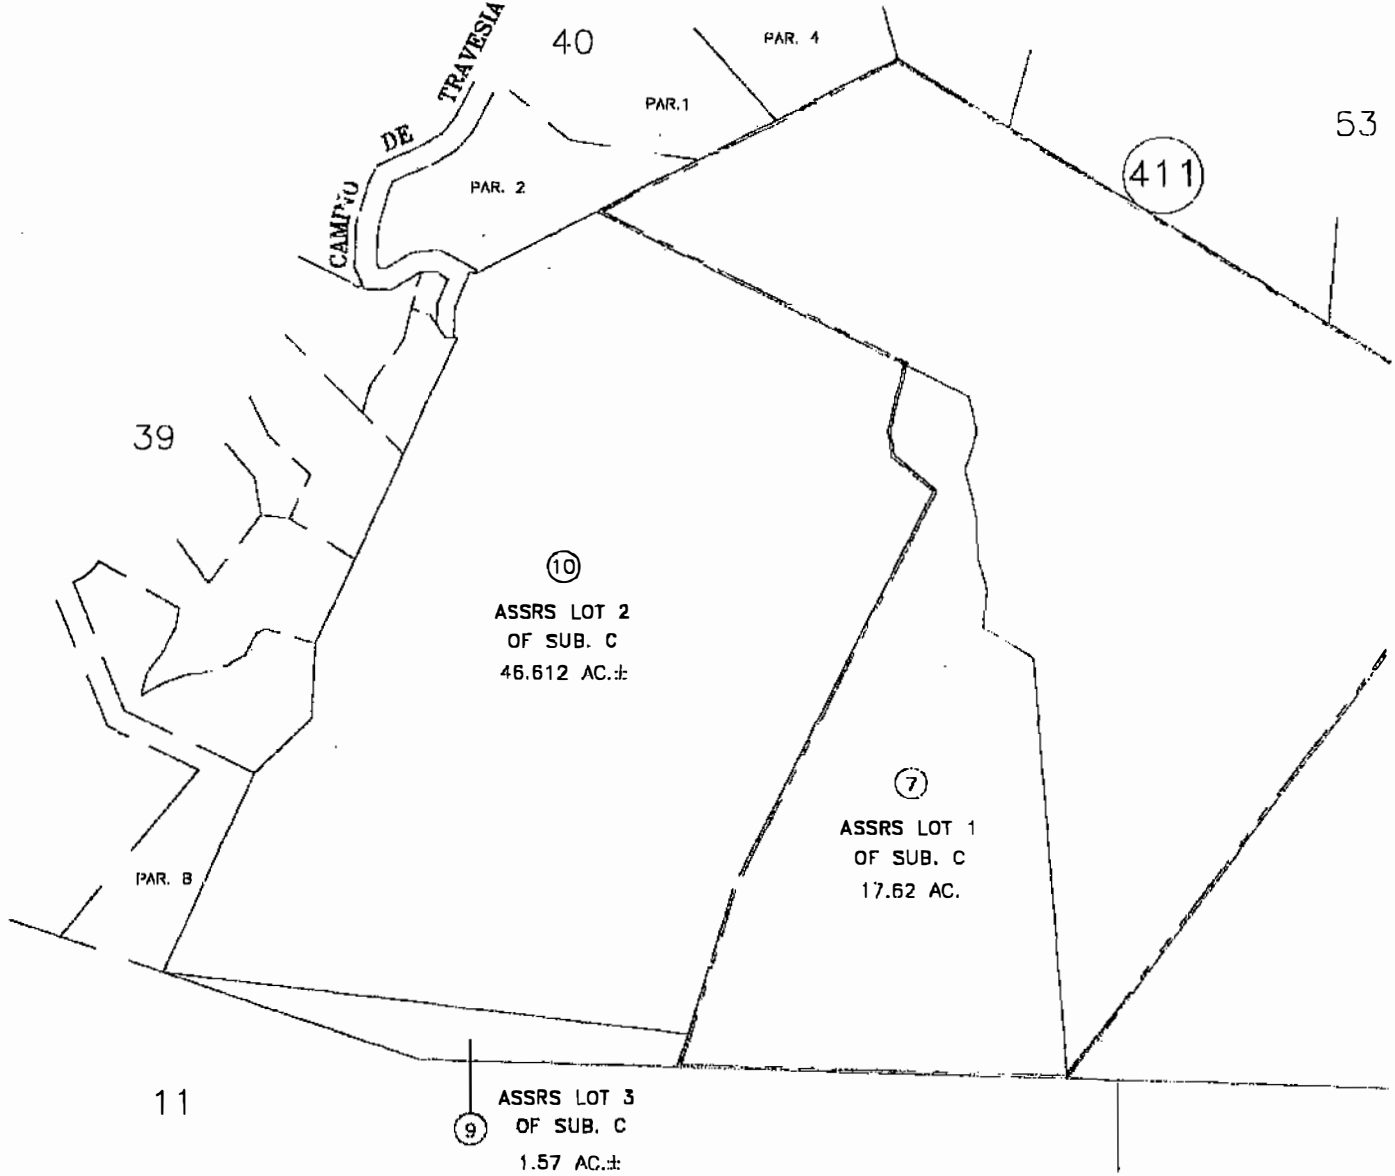 CAMINO DE TRAVESIA
40
PAR. 4
PAR.1
53
411
PAR. 2
39
10
ASSRS LOT 2
OF SUB. C
46.612 AC.±
7
ASSRS LOT 1
OF SUB. C
17.62 AC.
PAR. B
11
9
ASSRS LOT 3
OF SUB. C
1.57 AC.±